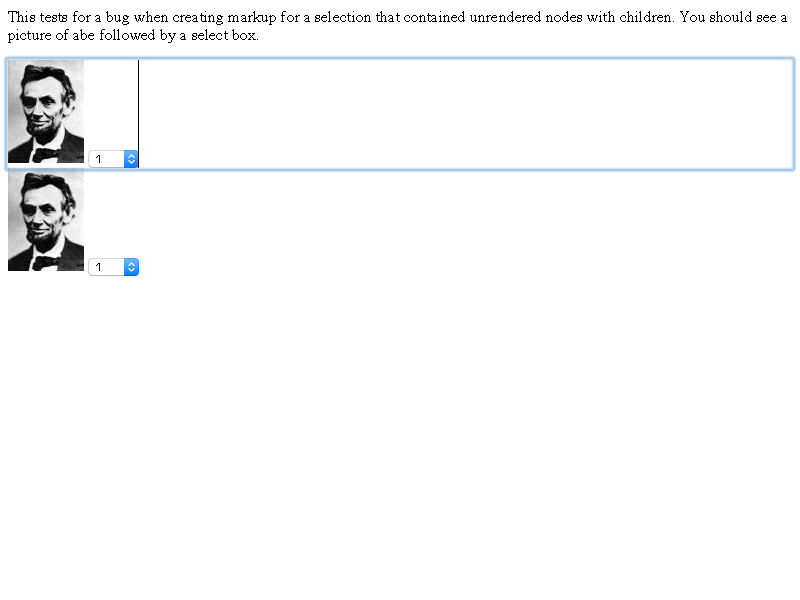 This tests for a bug when creating markup for a selection that contained unrendered nodes with children. You should see a
picture of abe followed by a select box.
1
1